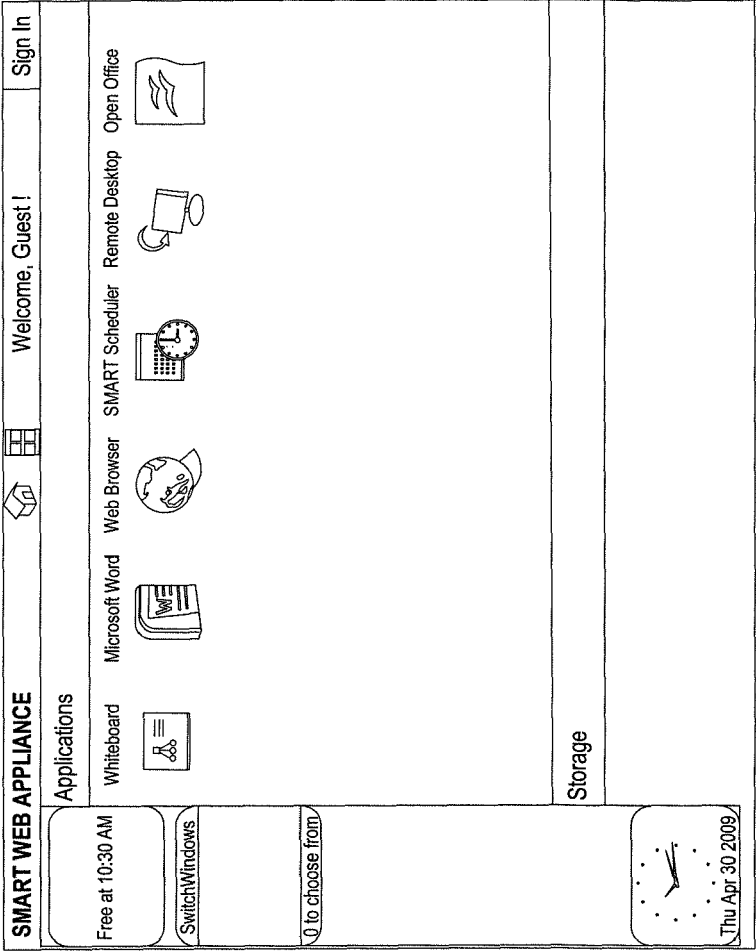 SMART WEB APPLIANCE
Welcome, Guest !
Sign In
Free at 10:30 AM
SwitchWindows
0 to choose from
Thu Apr 30 2009
Applications
Whiteboard
Microsoft Word
Web Browser
SMART Scheduler
Remote Desktop
Open Office
W
Storage